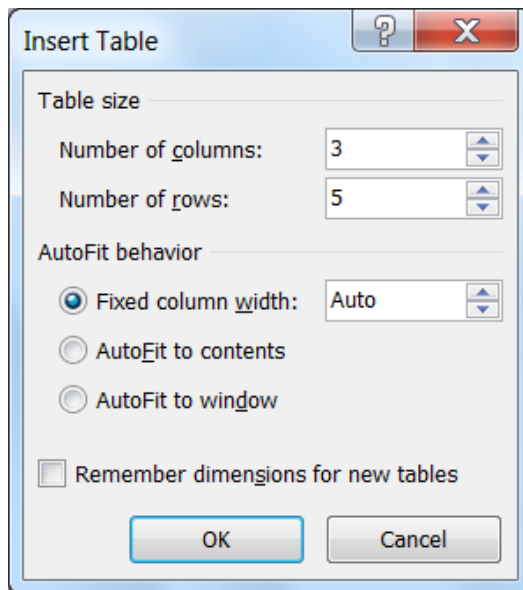 Insert Table
?
X
Table size
Number of columns: 3
Number of rows: 5
AutoFit behavior
Fixed column width: Auto
AutoFit to contents
AutoFit to window
Remember dimensions for new tables
OK Cancel